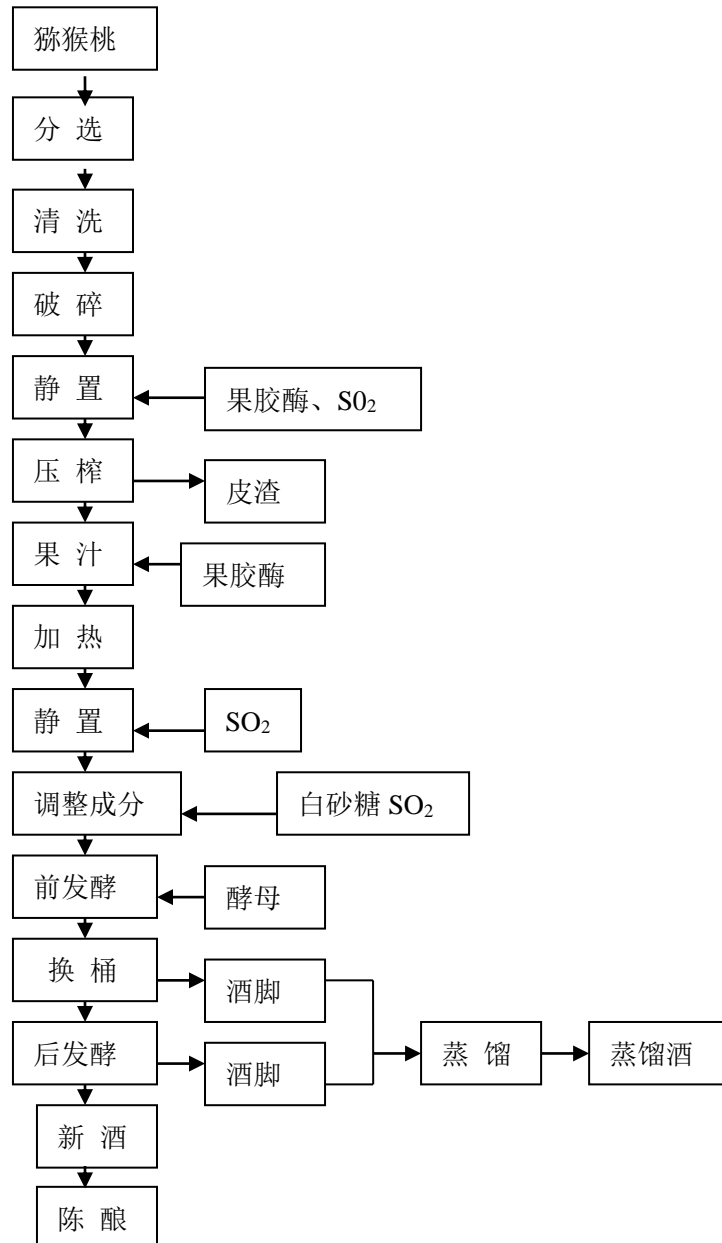 猕猴桃
分 选
清 洗
破 碎
静 置
果胶酶、S0₂
压 榨
皮渣
果 汁
果胶酶
加 热
静 置
SO₂
调整成分
白砂糖 SO₂
前发酵
酵母
换 桶
酒脚
后发酵
酒脚
蒸 馏
蒸馏酒
新 酒
陈 酿